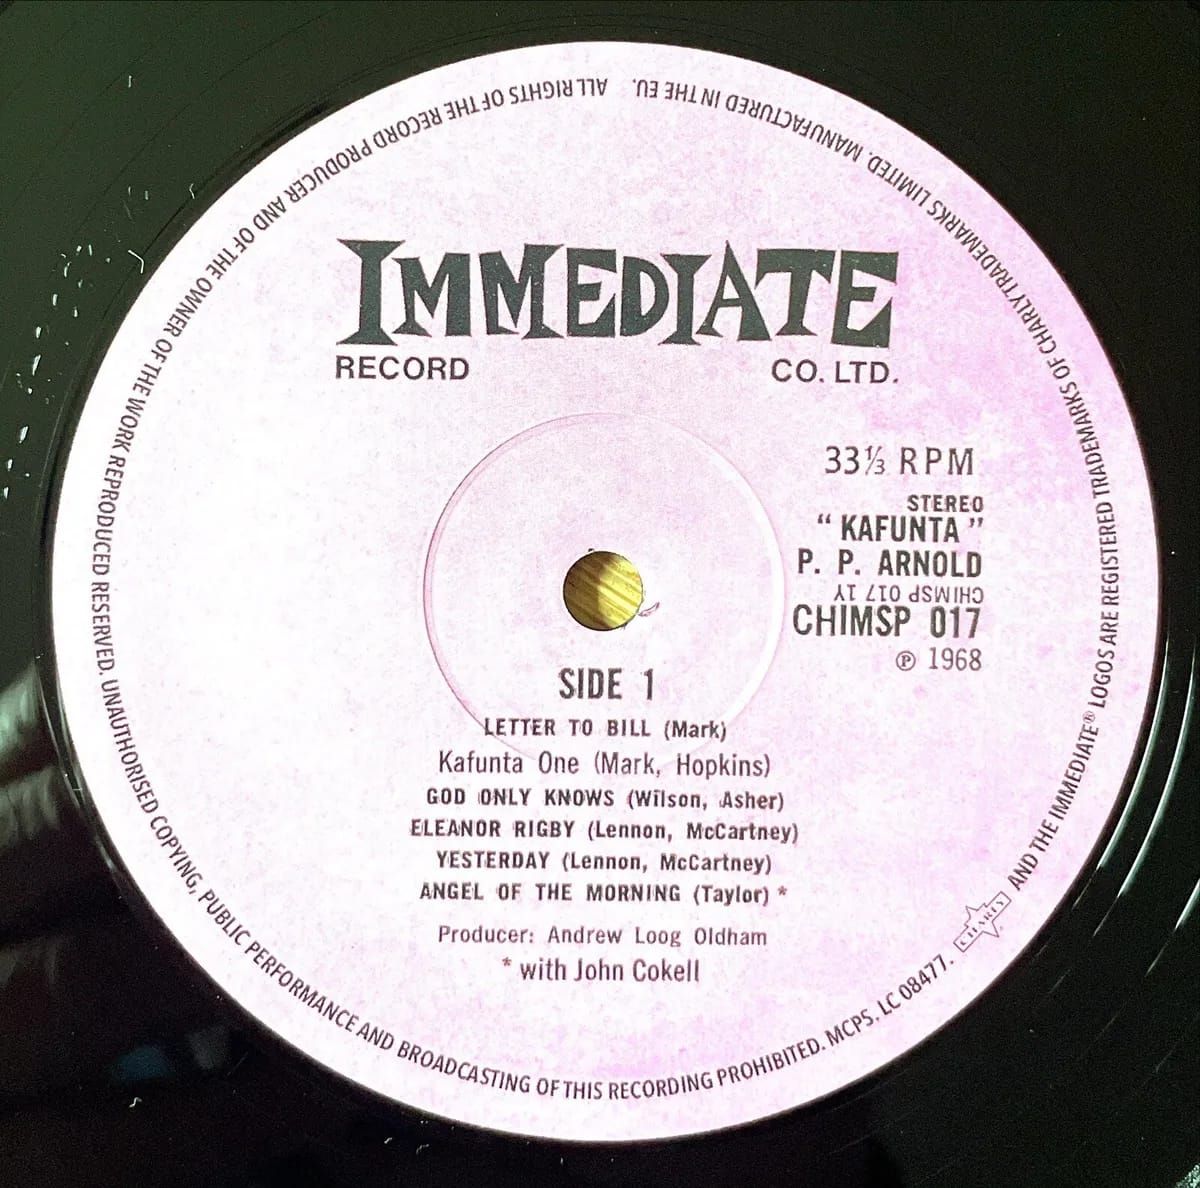 IMMEDIATE
RECORD CO. LTD.
33⅓ RPM
STEREO
“ KAFUNTA ”
P. P. ARNOLD
CHIMSP 017 1Y
CHIMSP 017
℗ 1968
SIDE 1
LETTER TO BILL (Mark)
Kafunta One (Mark, Hopkins)
GOD ONLY KNOWS (Wilson, Asher)
ELEANOR RIGBY (Lennon, McCartney)
YESTERDAY (Lennon, McCartney)
ANGEL OF THE MORNING (Taylor) *
Producer: Andrew Loog Oldham
* with John Cokell
ALL RIGHTS OF THE RECORD PRODUCER AND OF THE OWNER OF THE WORK REPRODUCED RESERVED. UNAUTHORISED COPYING, PUBLIC PERFORMANCE AND BROADCASTING OF THIS RECORDING PROHIBITED. MCPS. LC 08477. CHARLY AND THE IMMEDIATE® LOGOS ARE REGISTERED TRADEMARKS OF CHARLY TRADEMARKS LIMITED. MANUFACTURED IN THE EU.